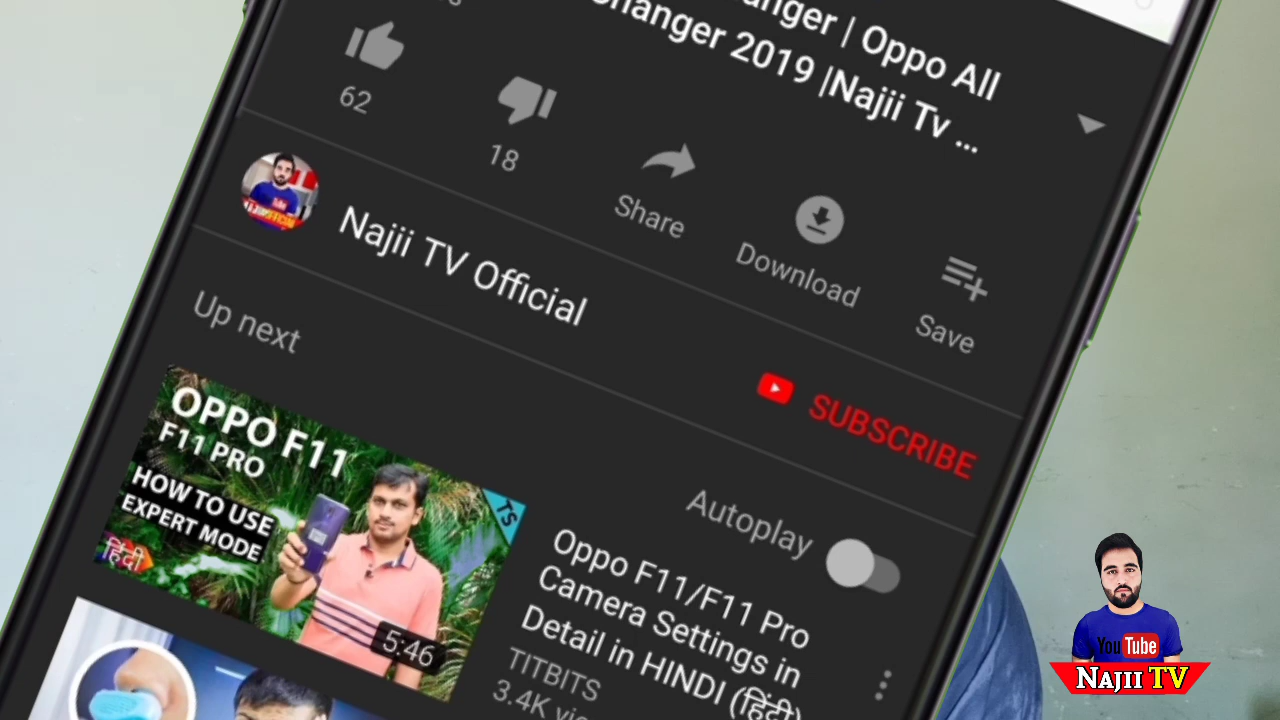 Oppo All
Changer 2019 |Najii Tv ...
62
18
Share
Download
Save
Najii TV Official
SUBSCRIBE
Up next
Autoplay
OPPO F11
F11 PRO
HOW TO USE
EXPERT MODE
हिंदी
TS
5:46
Oppo F11/F11 Pro
Camera Settings in
Detail in HINDI (हिंदी)
TITBITS
3.4K
YouTube
NAJII TV